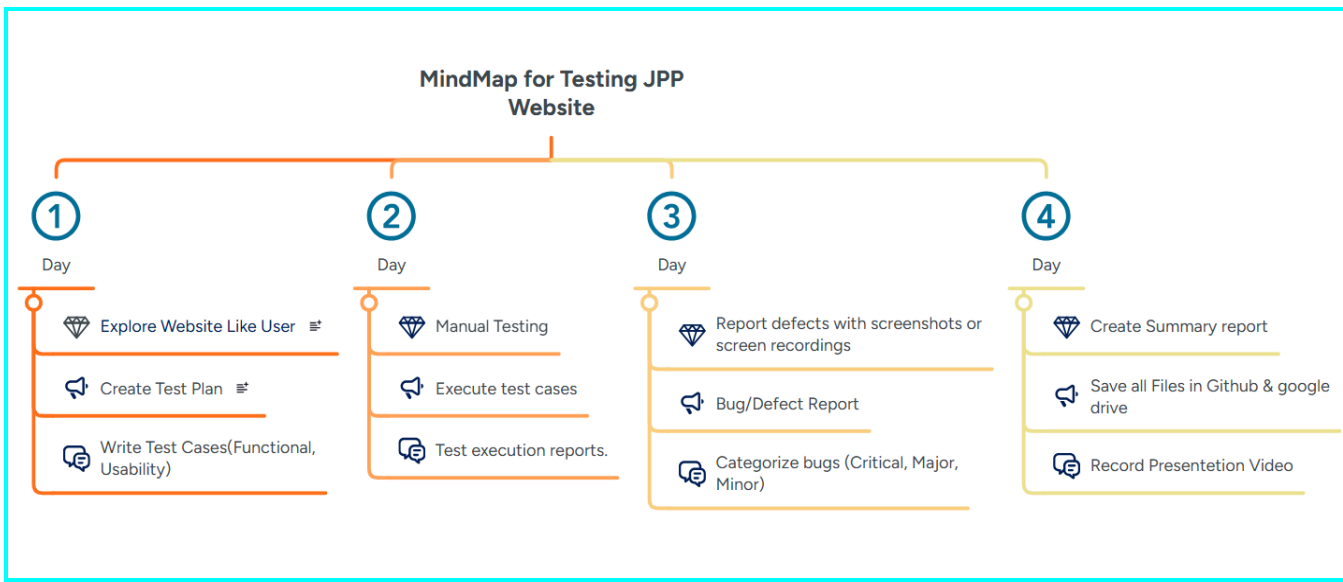 MindMap for Testing JPP
Website
1
Day
Explore Website Like User
Create Test Plan
Write Test Cases(Functional,
Usability)
2
Day
Manual Testing
Execute test cases
Test execution reports.
3
Day
Report defects with screenshots or
screen recordings
Bug/Defect Report
Categorize bugs (Critical, Major,
Minor)
4
Day
Create Summary report
Save all Files in Github & google
drive
Record Presentetion Video